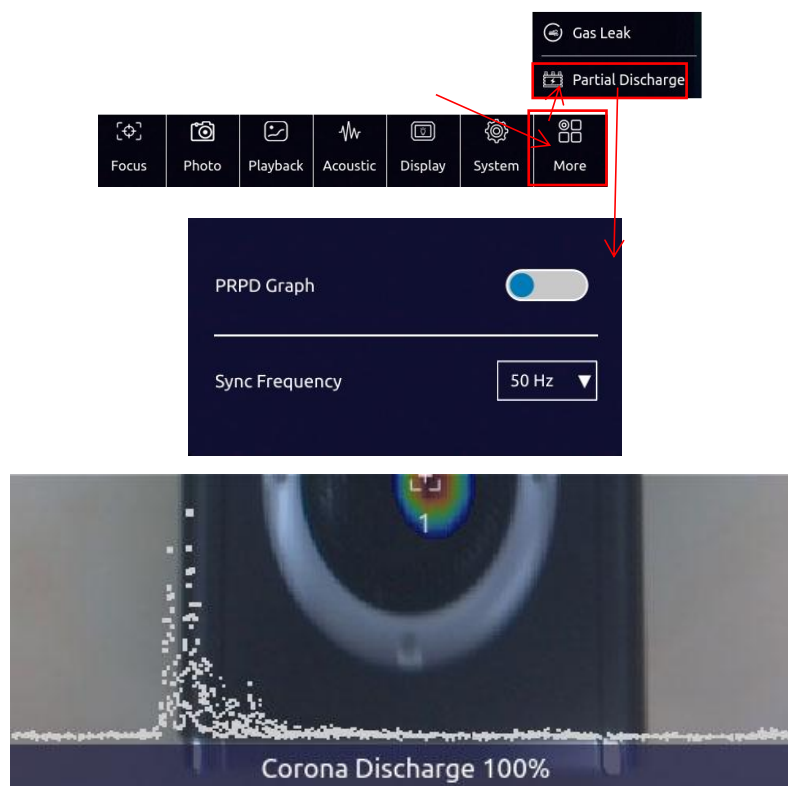 Gas Leak
Partial Discharge
Focus
Photo
Playback
Acoustic
Display
System
More
PRPD Graph
Sync Frequency
50 Hz
1
Corona Discharge 100%